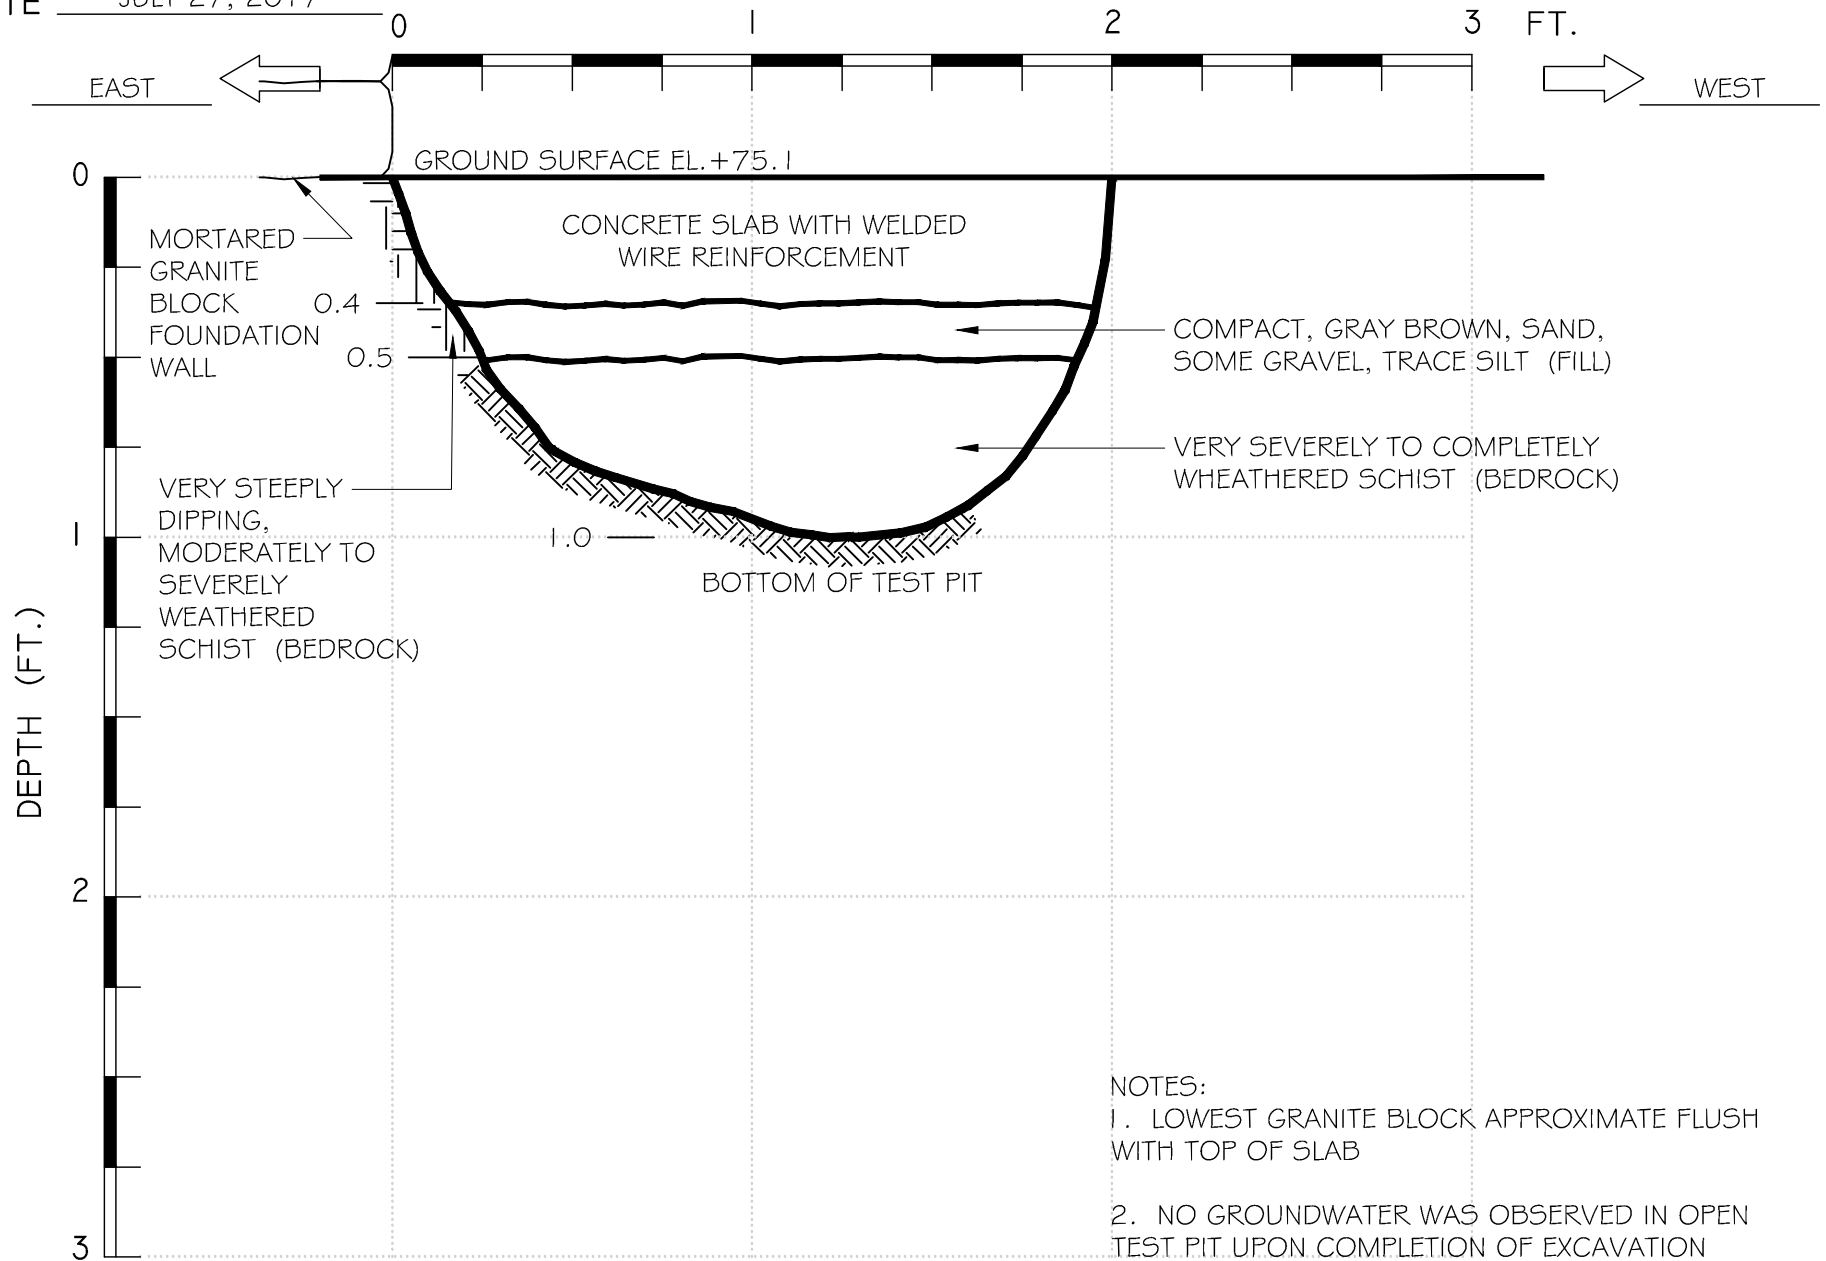 0 1 2 3 FT.
EAST
WEST
GROUND SURFACE EL.+75.1
0
CONCRETE SLAB WITH WELDED
WIRE REINFORCEMENT
MORTARED
GRANITE
BLOCK
FOUNDATION
WALL
0.4
0.5
COMPACT, GRAY BROWN, SAND,
SOME GRAVEL, TRACE SILT (FILL)
VERY SEVERELY TO COMPLETELY
WHEATHERED SCHIST (BEDROCK)
VERY STEEPLY
DIPPING,
MODERATELY TO
SEVERELY
WEATHERED
SCHIST (BEDROCK)
1
1.0
BOTTOM OF TEST PIT
DEPTH (FT.)
2
3
NOTES:
1. LOWEST GRANITE BLOCK APPROXIMATE FLUSH
WITH TOP OF SLAB
2. NO GROUNDWATER WAS OBSERVED IN OPEN
TEST PIT UPON COMPLETION OF EXCAVATION